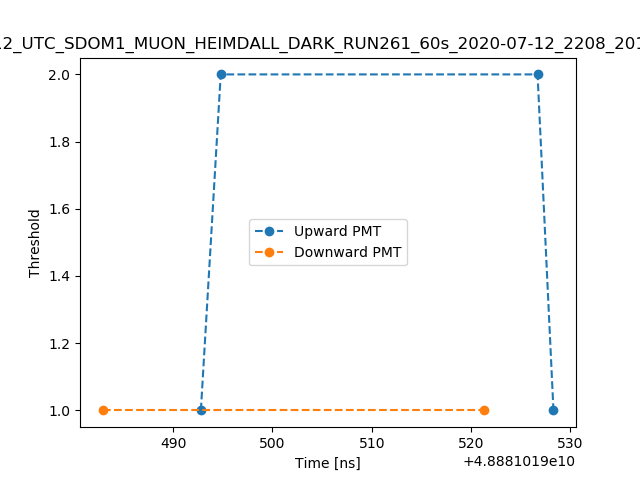 12_UTC_SDOM1_MUON_HEIMDALL_DARK_RUN261_60s_2020-07-12_2208_201
2.0
1.8
1.6
1.4
1.2
1.0
Threshold
Upward PMT
Downward PMT
490 500 510 520 530
Time [ns]
+4.8881019e10